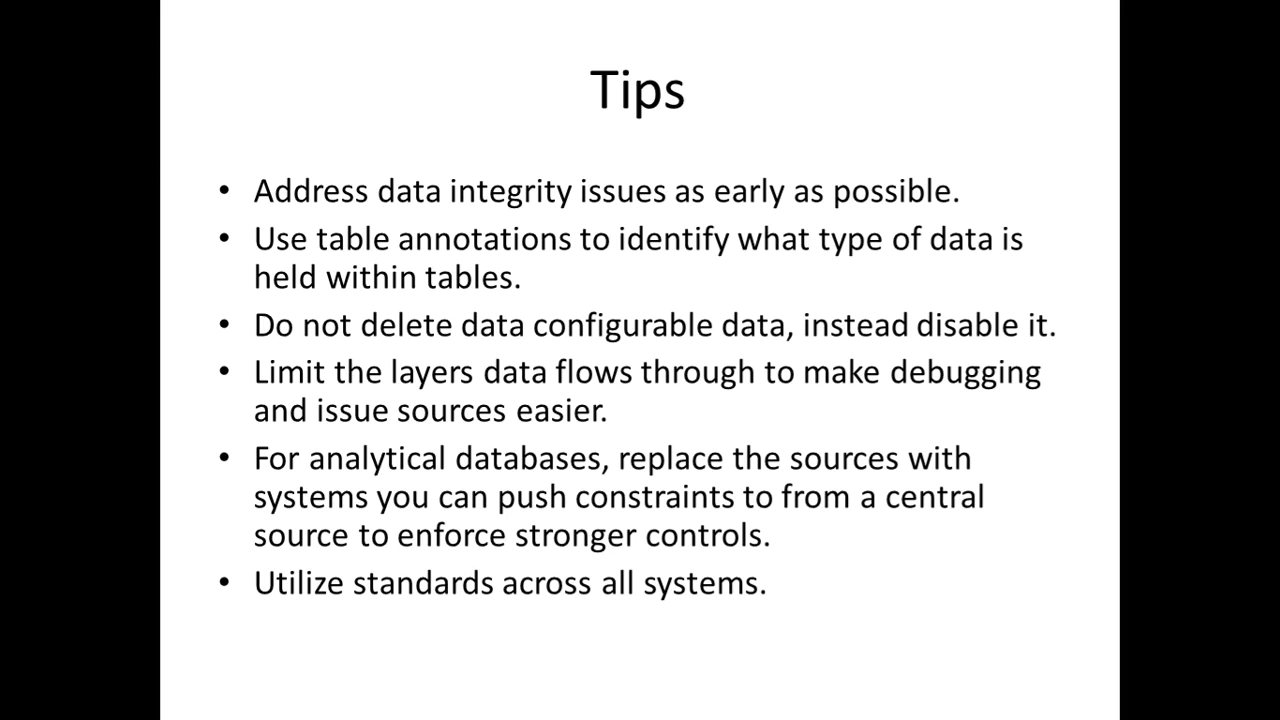 Tips
• Address data integrity issues as early as possible.
• Use table annotations to identify what type of data is
held within tables.
• Do not delete data configurable data, instead disable it.
• Limit the layers data flows through to make debugging
and issue sources easier.
• For analytical databases, replace the sources with
systems you can push constraints to from a central
source to enforce stronger controls.
• Utilize standards across all systems.